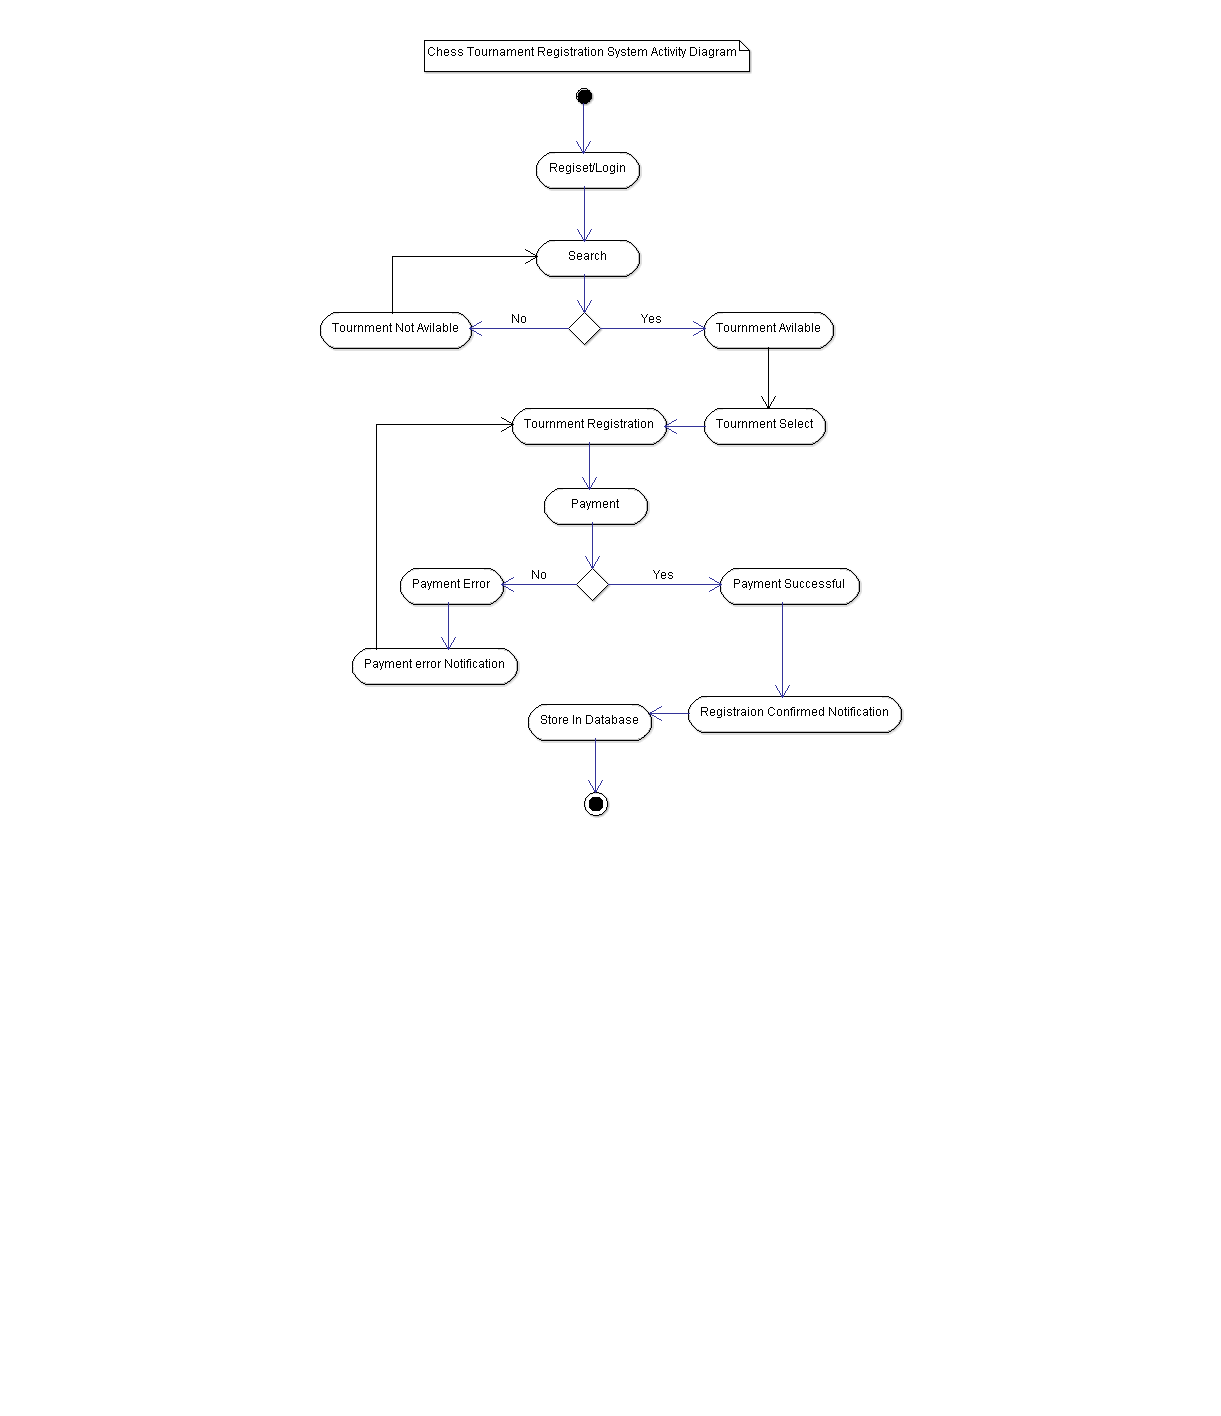 Chess Tournament Registration System Activity Diagram
Regiset/Login
Search
No
Yes
Tournment Not Avilable
Tournment Avilable
Tournment Registration
Tournment Select
Payment
No
Yes
Payment Error
Payment Successful
Payment error Notification
Registraion Confirmed Notification
Store In Database